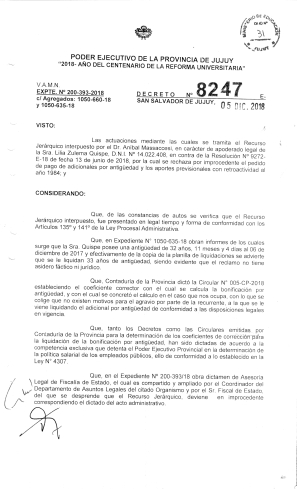 MINISTERIO DE EDUCACION
31
JUJUY
PODER EJECUTIVO DE LA PROVINCIA DE JUJUY
"2018- AÑO DEL CENTENARIO DE LA REFORMA UNIVERSITARIA"
V.A.M.N.
EXPTE. Nº 200-393-2018
c/ Agregados: 1050-660-18
y 1050-635-18
DECRETO Nº 8247 E.
SAN SALVADOR DE JUJUY, 05 DIC. 2018
VISTO:
Las actuaciones mediante las cuales se tramita el Recurso
Jerárquico interpuesto por el Dr. Aníbal Massaccesi, en carácter de apoderado legal de
la Sra. Lilia Zulema Quispe, D.N.I. Nº 14.022.408, en contra de la Resolución Nº 9272-
E-18 de fecha 13 de junio de 2018, por la cual se rechaza por improcedente el pedido
de pago de adicionales por antigüedad y los aportes previsionales con retroactividad al
año 1984; y
CONSIDERANDO:
Que, de las constancias de autos se verifica que el Recurso
Jerárquico interpuesto, fue presentado en legal tiempo y forma de conformidad con los
Artículos 135º y 141º de la Ley Procesal Administrativa.
Que, en Expediente Nº 1050-635-18 obran informes de los cuales
surge que la Sra. Quispe posee una antigüedad de 32 años, 11 meses y 4 días al 06 de
diciembre de 2017 y efectivamente de la copia de la planilla de liquidaciones se advierte
que se le liquidan 33 años de antigüedad, siendo evidente que el reclamo no tiene
asidero fáctico ni jurídico.
Que, Contaduría de la Provincia dictó la Circular Nº 005-CP-2018
estableciendo el coeficiente corrector con el cual se calcula la bonificación por
antigüedad, y con el cual se concretó el cálculo en el caso que nos ocupa, con lo que se
colige que no existen motivos para el agravio por parte de la recurrente, a la que se le
viene liquidando el adicional por antigüedad de conformidad a las disposiciones legales
en vigencia.
Que, tanto los Decretos como las Circulares emitidas por
Contaduría de la Provincia para la determinación de los coeficientes de corrección para
la liquidación de la bonificación por antigüedad, han sido dictadas de acuerdo a la
competencia exclusiva que detenta el Poder Ejecutivo Provincial en la determinación de
la política salarial de los empleados públicos, ello de conformidad a lo establecido en la
Ley Nº 4307.
Que, en el Expediente Nº 200-393/18 obra dictamen de Asesoría
Legal de Fiscalía de Estado, el cual es compartido y ampliado por el Coordinador del
Departamento de Asuntos Legales del citado Organismo y por el Sr. Fiscal de Estado,
del que se desprende que el Recurso Jerárquico, deviene en improcedente
correspondiendo el dictado del acto administrativo.